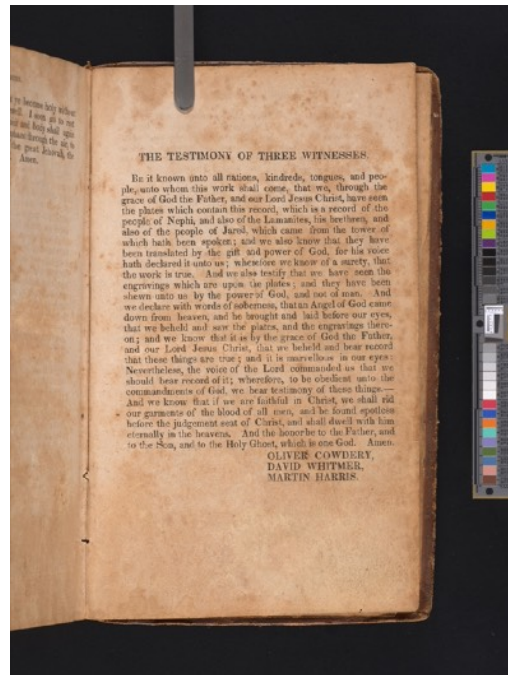 ye become holy without
Amen.
THE TESTIMONY OF THREE WITNESSES.
BE it known unto all nations, kindreds, tongues, and peo-
ple, unto whom this work shall come, that we, through the
grace of God the Father, and our Lord Jesus Christ, have seen
the plates which contain this record, which is a record of the
people of Nephi, and also of the Lamanites, his brethren, and
also of the people of Jared, which came from the tower of
which hath been spoken; and we also know that they have
been translated by the gift and power of God, for his voice
hath declared it unto us; wherefore we know of a surety, that
the work is true. And we also testify that we have seen the
engravings which are upon the plates; and they have been
shewn unto us by the power of God, and not of man. And
we declare with words of soberness, that an Angel of God came
down from heaven, and he brought and laid before our eyes,
that we beheld and saw the plates, and the engravings there-
on; and we know that it is by the grace of God the Father,
and our Lord Jesus Christ, that we beheld and bear record
that these things are true; and it is marvellous in our eyes:
Nevertheless, the voice of the Lord commanded us that we
should bear record of it; wherefore, to be obedient unto the
commandments of God, we bear testimony of these things.—
And we know that if we are faithful in Christ, we shall rid
our garments of the blood of all men, and be found spotless
before the judgement seat of Christ, and shall dwell with him
eternally in the heavens. And the honor be to the Father, and
to the Son, and to the Holy Ghost, which is one God. Amen.
OLIVER COWDERY,
DAVID WHITMER,
MARTIN HARRIS.